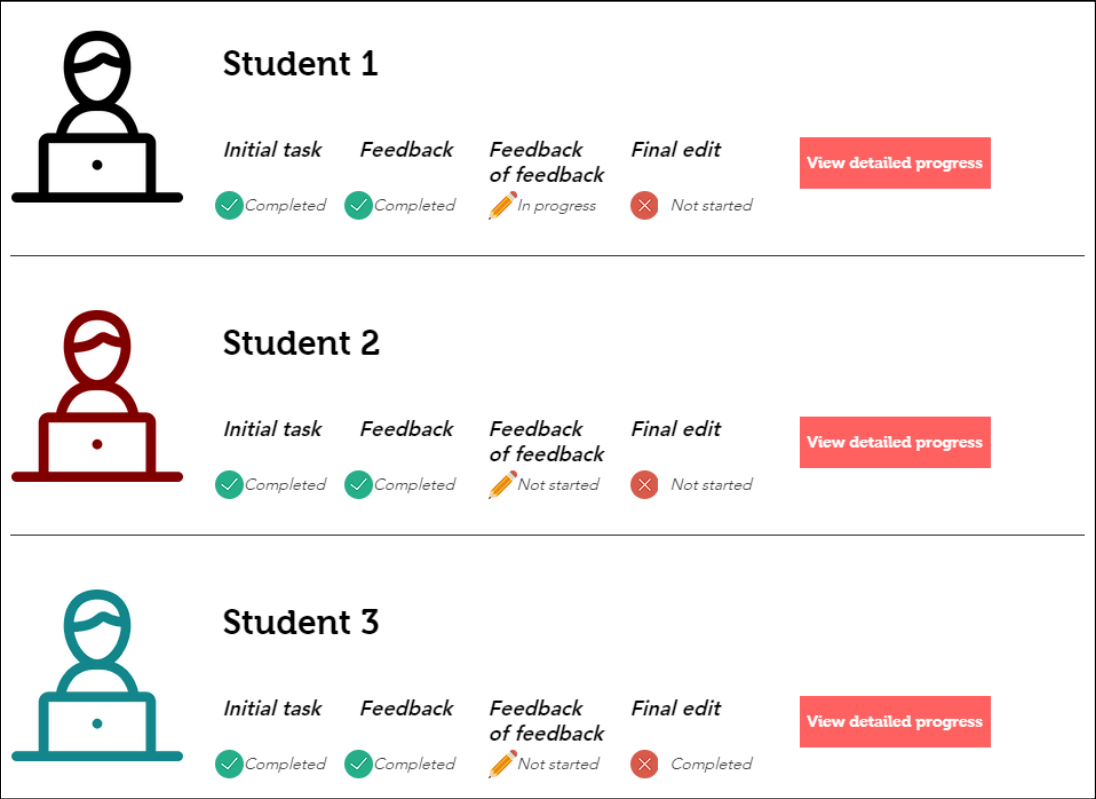 Student 1
Initial task Feedback Feedback Final edit
of feedback
View detailed progress
Completed Completed In progress Not started
Student 2
Initial task Feedback Feedback Final edit
of feedback
View detailed progress
Completed Completed Not started Not started
Student 3
Initial task Feedback Feedback Final edit
of feedback
View detailed progress
Completed Completed Not started Completed